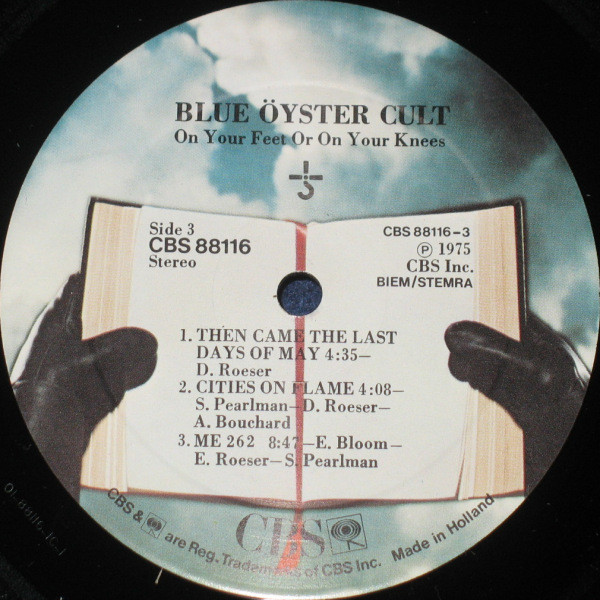 BLUE ÖYSTER CULT
On Your Feet Or On Your Knees
Side 3
CBS 88116
Stereo
CBS 88116-3
Ⓟ 1975
CBS Inc.
BIEM/STEMRA
1. THEN CAME THE LAST
DAYS OF MAY 4:35—
D. Roeser
2. CITIES ON FLAME 4:08—
S. Pearlman—D. Roeser—
A. Bouchard
3. ME 262 8:47—E. Bloom—
E. Roeser—S. Pearlman
CBS
CBS & are Reg. Trademarks of CBS Inc. Made in Holland